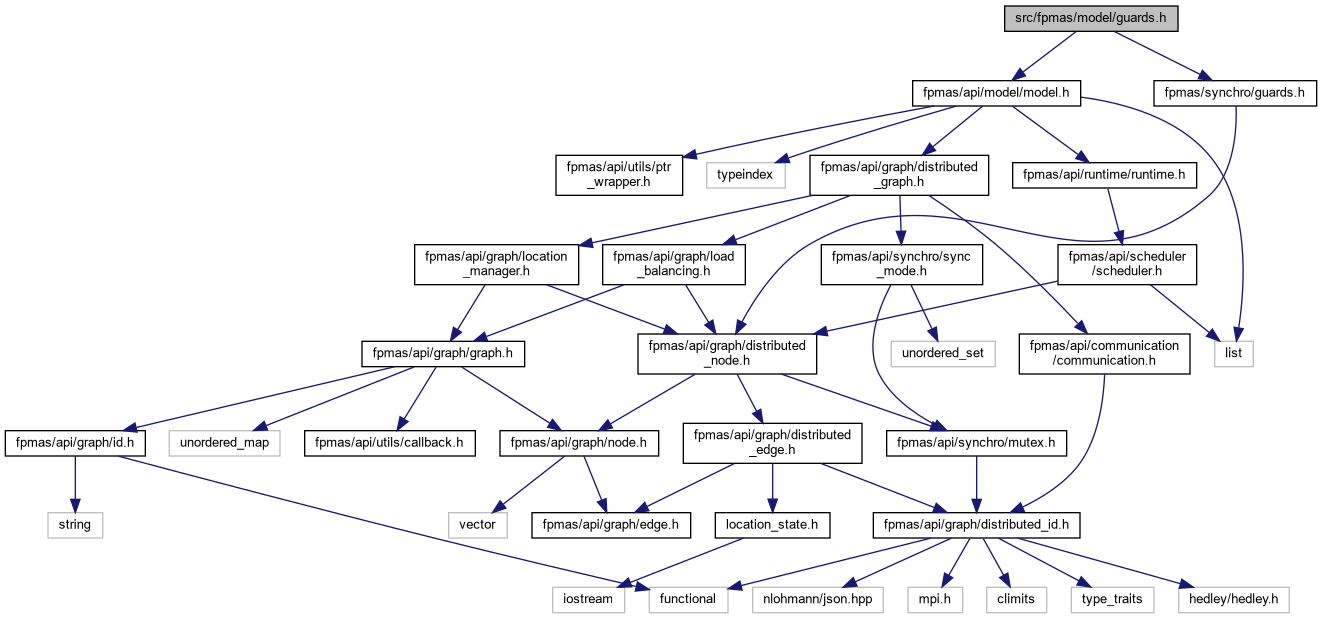 src/fpmas/model/guards.h
fpmas/api/model/model.h
fpmas/synchro/guards.h
fpmas/api/utils/ptr
_wrapper.h
typeindex
fpmas/api/graph/distributed
_graph.h
fpmas/api/runtime/runtime.h
fpmas/api/graph/location
_manager.h
fpmas/api/graph/load
_balancing.h
fpmas/api/synchro/sync
_mode.h
fpmas/api/scheduler
/scheduler.h
fpmas/api/graph/graph.h
fpmas/api/graph/distributed
_node.h
unordered_set
fpmas/api/communication
/communication.h
list
fpmas/api/graph/id.h
unordered_map
fpmas/api/utils/callback.h
fpmas/api/graph/node.h
fpmas/api/graph/distributed
_edge.h
fpmas/api/synchro/mutex.h
string
vector
fpmas/api/graph/edge.h
location_state.h
fpmas/api/graph/distributed_id.h
iostream
functional
nlohmann/json.hpp
mpi.h
climits
type_traits
hedley/hedley.h